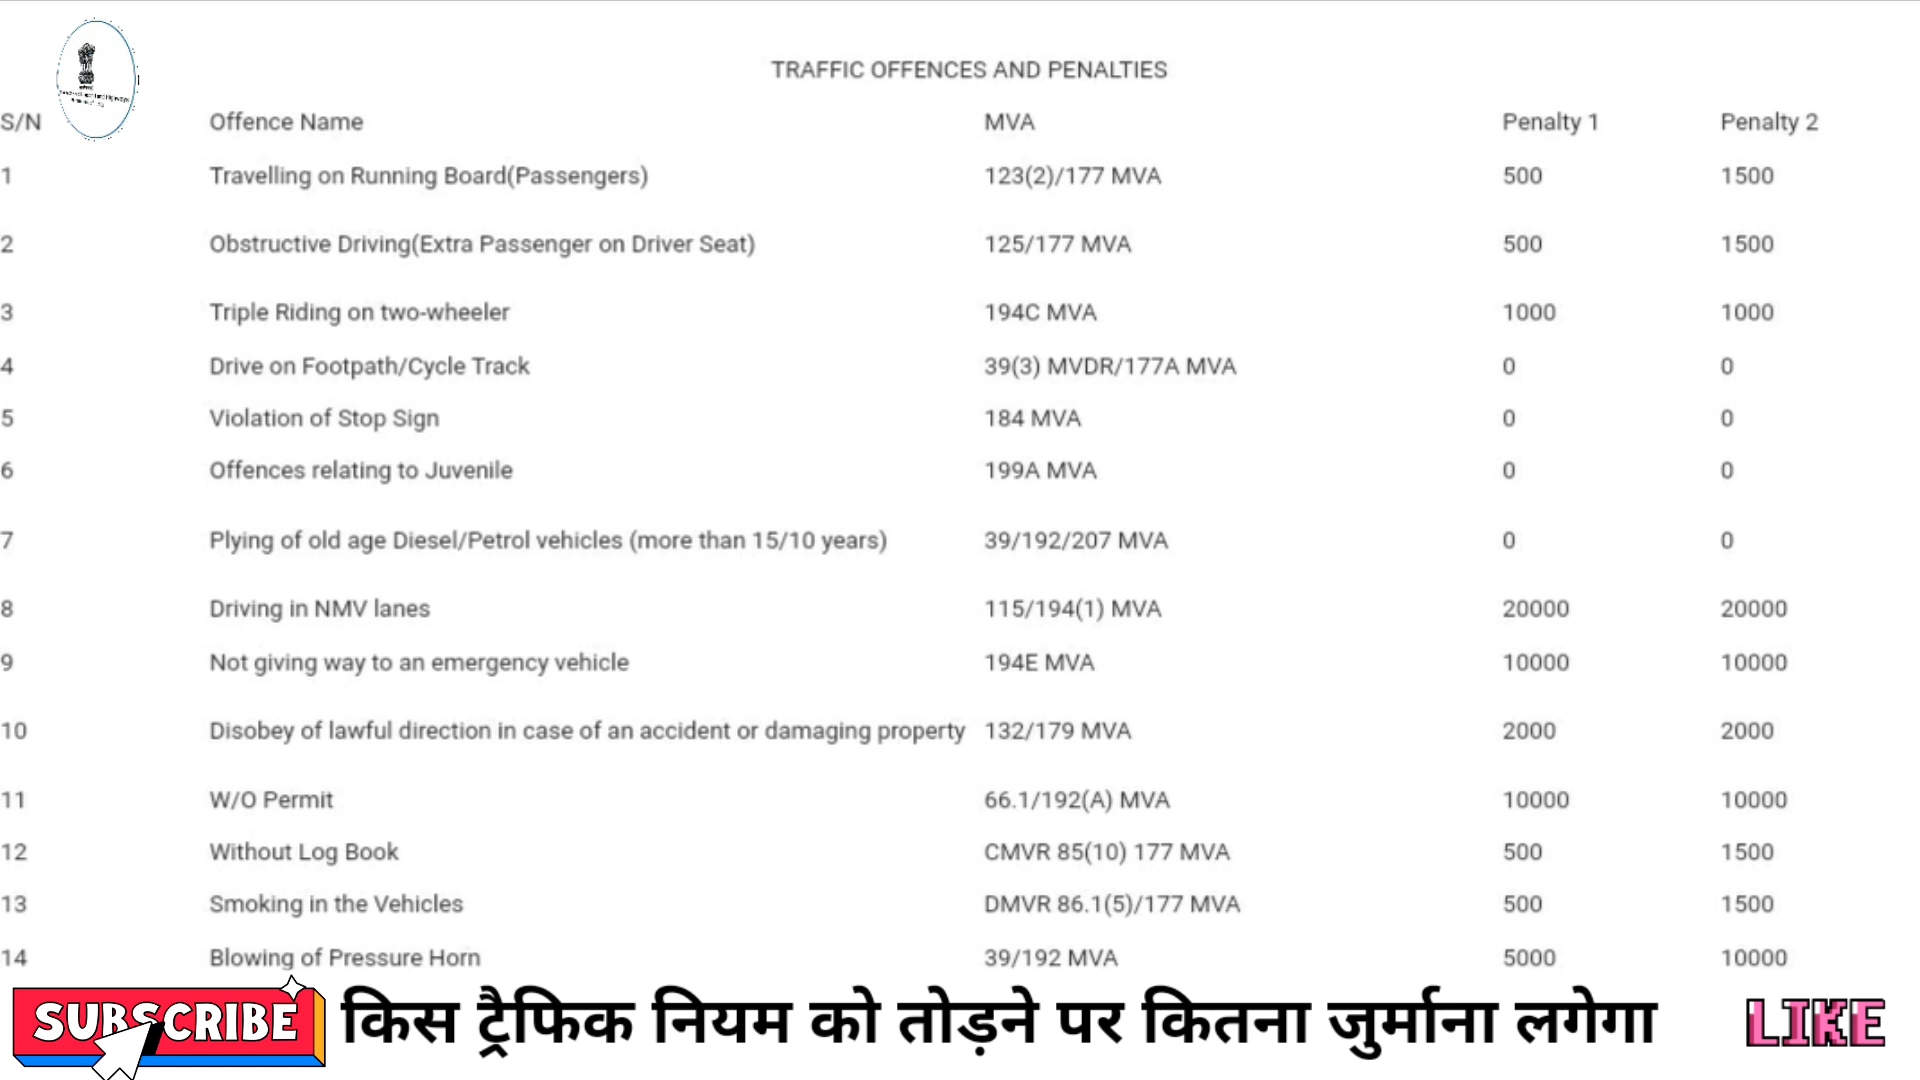 TRAFFIC OFFENCES AND PENALTIES
S/N Offence Name MVA Penalty 1 Penalty 2
1 Travelling on Running Board(Passengers) 123(2)/177 MVA 500 1500
2 Obstructive Driving(Extra Passenger on Driver Seat) 125/177 MVA 500 1500
3 Triple Riding on two-wheeler 194C MVA 1000 1000
4 Drive on Footpath/Cycle Track 39(3) MVDR/177A MVA 0 0
5 Violation of Stop Sign 184 MVA 0 0
6 Offences relating to Juvenile 199A MVA 0 0
7 Plying of old age Diesel/Petrol vehicles (more than 15/10 years) 39/192/207 MVA 0 0
8 Driving in NMV lanes 115/194(1) MVA 20000 20000
9 Not giving way to an emergency vehicle 194E MVA 10000 10000
10 Disobey of lawful direction in case of an accident or damaging property 132/179 MVA 2000 2000
11 W/O Permit 66.1/192(A) MVA 10000 10000
12 Without Log Book CMVR 85(10) 177 MVA 500 1500
13 Smoking in the Vehicles DMVR 86.1(5)/177 MVA 500 1500
14 Blowing of Pressure Horn 39/192 MVA 5000 10000
SUBSCRIBE किस ट्रैफिक नियम को तोड़ने पर कितना जुर्माना लगेगा LIKE